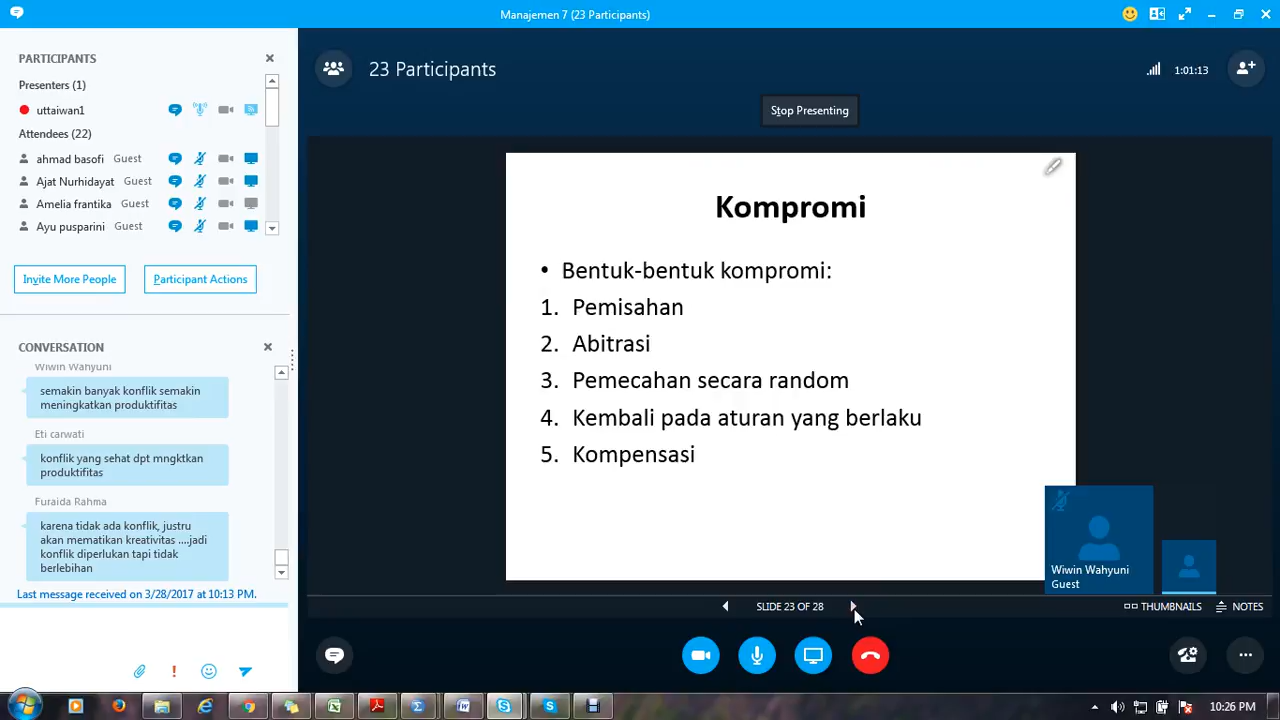 Manajemen 7 (23 Participants)
PARTICIPANTS
Presenters (1)
uttaiwan1
Attendees (22)
ahmad basofi Guest
Ajat Nurhidayat Guest
Amelia frantika Guest
Ayu pusparini Guest
Invite More People
Participant Actions
CONVERSATION
Wiwin Wahyuni
semakin banyak konflik semakin
meningkatkan produktifitas
Eti carwati
konflik yang sehat dpt mngktkan
produktifitas
Furaida Rahma
karena tidak ada konflik, justru
akan mematikan kreativitas ....jadi
konflik diperlukan tapi tidak
berlebihan
Last message received on 3/28/2017 at 10:13 PM.
23 Participants
1:01:13
Stop Presenting
Kompromi
• Bentuk-bentuk kompromi:
1. Pemisahan
2. Abitrasi
3. Pemecahan secara random
4. Kembali pada aturan yang berlaku
5. Kompensasi
Wiwin Wahyuni
Guest
SLIDE 23 OF 28
THUMBNAILS
NOTES
10:26 PM